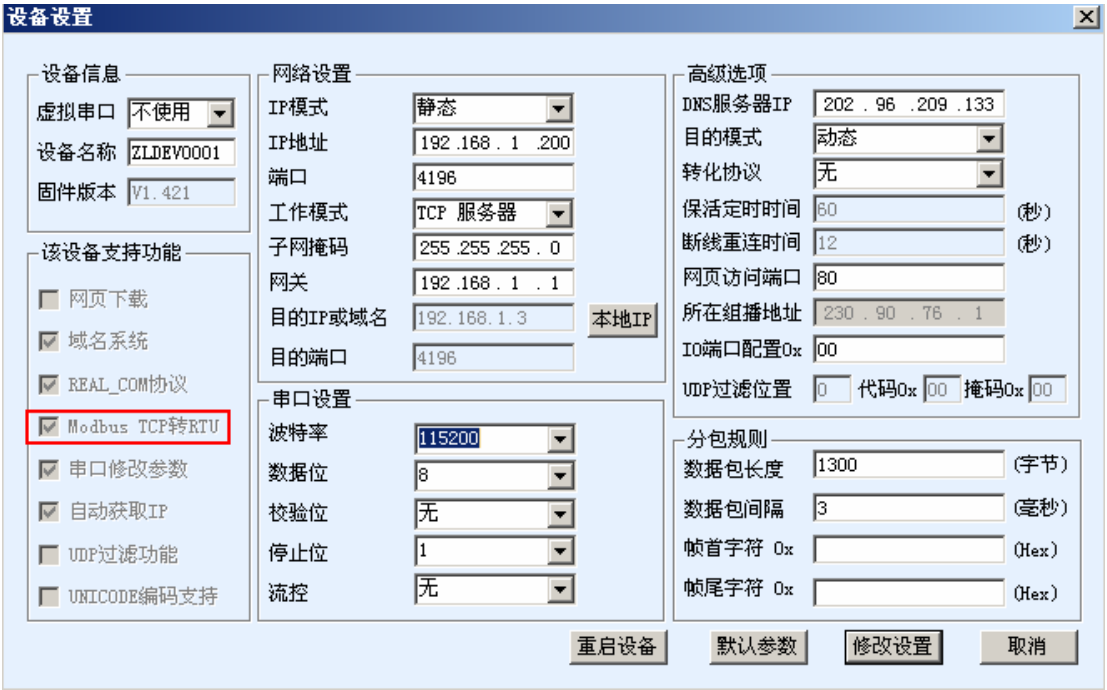 设备设置
设备信息
虚拟串口 不使用
设备名称 ZLDEV0001
固件版本 V1.421
该设备支持功能
网页下载
域名系统
REAL_COM协议
Modbus TCP转RTU
串口修改参数
自动获取IP
UDP过滤功能
UNICODE编码支持
网络设置
IP模式 静态
IP地址 192 .168 . 1 .200
端口 4196
工作模式 TCP 服务器
子网掩码 255 .255 .255 . 0
网关 192 .168 . 1 . 1
目的IP或域名 192.168.1.3 本地IP
目的端口 4196
串口设置
波特率 115200
数据位 8
校验位 无
停止位 1
流控 无
高级选项
DNS服务器IP 202 . 96 .209 .133
目的模式 动态
转化协议 无
保活定时时间 60 (秒)
断线重连时间 12 (秒)
网页访问端口 80
所在组播地址 230 . 90 . 76 . 1
IO端口配置0x 00
UDP过滤位置 0 代码0x 00 掩码0x 00
分包规则
数据包长度 1300 (字节)
数据包间隔 3 (毫秒)
帧首字符 0x (Hex)
帧尾字符 0x (Hex)
重启设备 默认参数 修改设置 取消